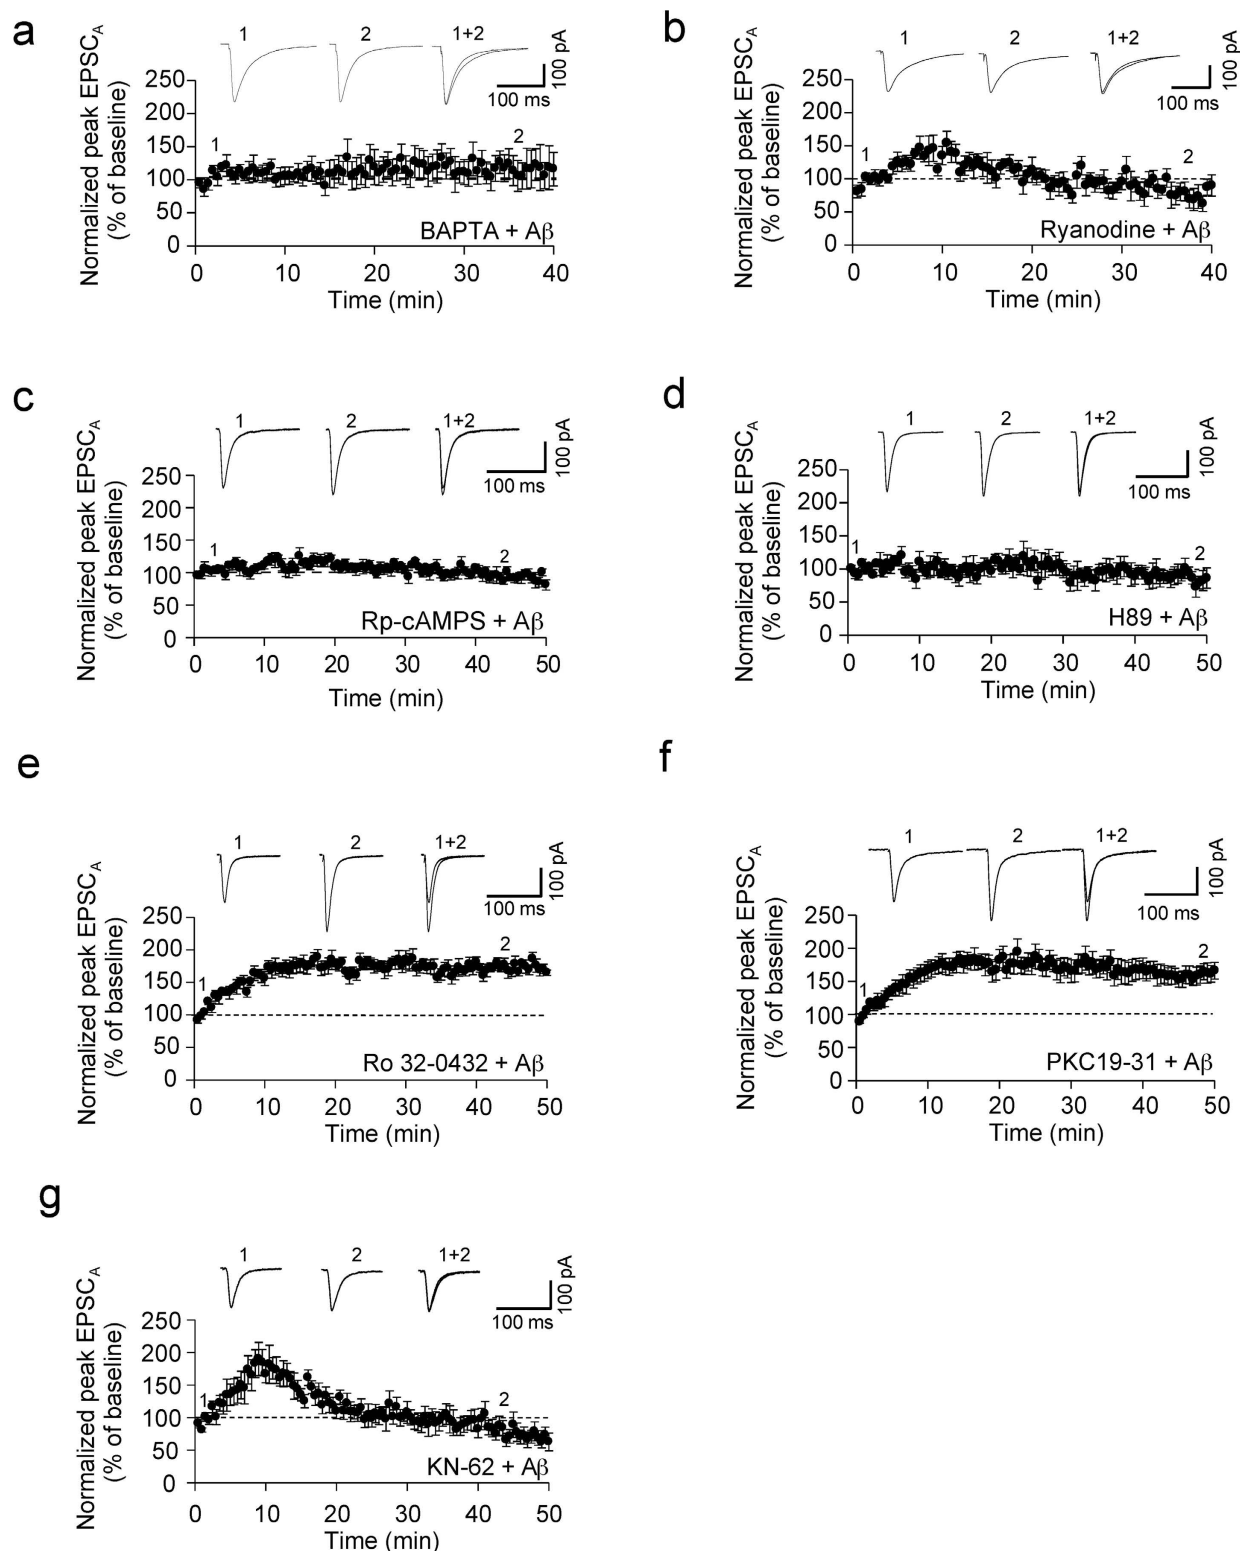 a
1 2 1+2
100 pA
100 ms
Normalized peak EPSCA
(% of baseline)
250
200
150
100
50
0
1 2
BAPTA + Aβ
0 10 20 30 40
Time (min)
b
1 2 1+2
100 pA
100 ms
Normalized peak EPSCA
(% of baseline)
250
200
150
100
50
0
1 2
Ryanodine + Aβ
0 10 20 30 40
Time (min)
c
1 2 1+2
100 pA
100 ms
Normalized peak EPSCA
(% of baseline)
250
200
150
100
50
0
1 2
Rp-cAMPS + Aβ
0 10 20 30 40 50
Time (min)
d
1 2 1+2
100 pA
100 ms
Normalized peak EPSCA
(% of baseline)
250
200
150
100
50
0
1 2
H89 + Aβ
0 10 20 30 40 50
Time (min)
e
1 2 1+2
100 pA
100 ms
Normalized peak EPSCA
(% of baseline)
250
200
150
100
50
0
1 2
Ro 32-0432 + Aβ
0 10 20 30 40 50
Time (min)
f
1 2 1+2
100 pA
100 ms
Normalized peak EPSCA
(% of baseline)
250
200
150
100
50
0
1 2
PKC19-31 + Aβ
0 10 20 30 40 50
Time (min)
g
1 2 1+2
100 pA
100 ms
Normalized peak EPSCA
(% of baseline)
250
200
150
100
50
0
1 2
KN-62 + Aβ
0 10 20 30 40 50
Time (min)